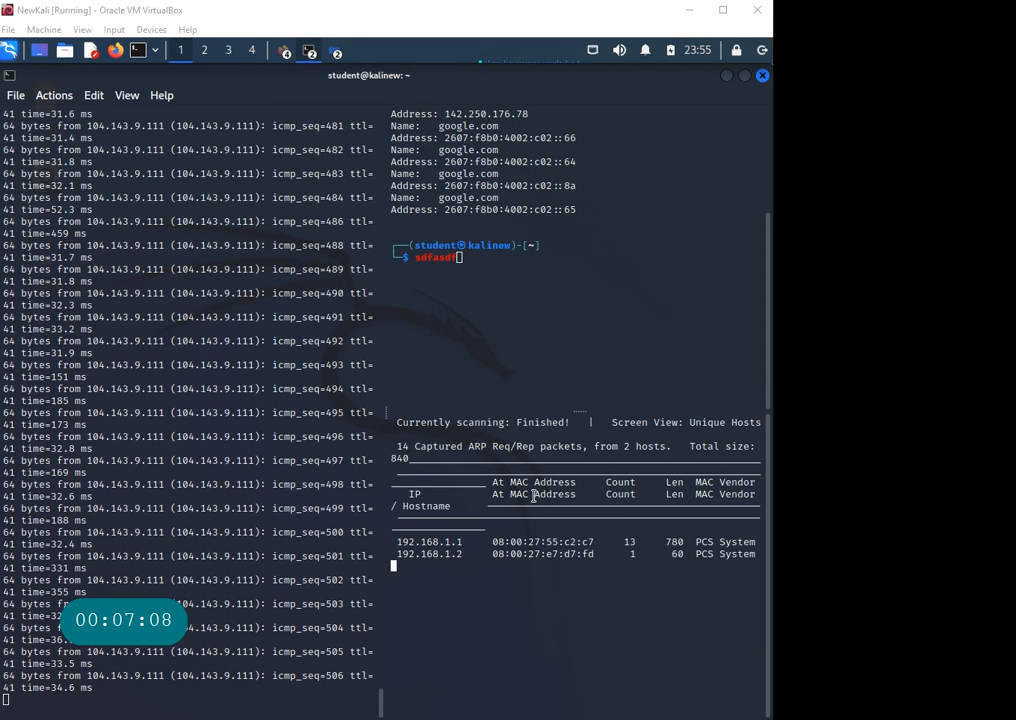 NewKali [Running] - Oracle VM VirtualBox
File Machine View Input Devices Help
1 2 3 4 4 2 2 23:55
student@kalinew: ~
File Actions Edit View Help
41 time=31.6 ms
64 bytes from 104.143.9.111 (104.143.9.111): icmp_seq=481 ttl=
41 time=31.4 ms
64 bytes from 104.143.9.111 (104.143.9.111): icmp_seq=482 ttl=
41 time=31.8 ms
64 bytes from 104.143.9.111 (104.143.9.111): icmp_seq=483 ttl=
41 time=32.1 ms
64 bytes from 104.143.9.111 (104.143.9.111): icmp_seq=484 ttl=
41 time=52.3 ms
64 bytes from 104.143.9.111 (104.143.9.111): icmp_seq=486 ttl=
41 time=459 ms
64 bytes from 104.143.9.111 (104.143.9.111): icmp_seq=488 ttl=
41 time=31.7 ms
64 bytes from 104.143.9.111 (104.143.9.111): icmp_seq=489 ttl=
41 time=31.8 ms
64 bytes from 104.143.9.111 (104.143.9.111): icmp_seq=490 ttl=
41 time=32.3 ms
64 bytes from 104.143.9.111 (104.143.9.111): icmp_seq=491 ttl=
41 time=33.2 ms
64 bytes from 104.143.9.111 (104.143.9.111): icmp_seq=492 ttl=
41 time=31.9 ms
64 bytes from 104.143.9.111 (104.143.9.111): icmp_seq=493 ttl=
41 time=151 ms
64 bytes from 104.143.9.111 (104.143.9.111): icmp_seq=494 ttl=
41 time=185 ms
64 bytes from 104.143.9.111 (104.143.9.111): icmp_seq=495 ttl=
41 time=173 ms
64 bytes from 104.143.9.111 (104.143.9.111): icmp_seq=496 ttl=
41 time=32.8 ms
64 bytes from 104.143.9.111 (104.143.9.111): icmp_seq=497 ttl=
41 time=169 ms
64 bytes from 104.143.9.111 (104.143.9.111): icmp_seq=498 ttl=
41 time=32.6 ms
64 bytes from 104.143.9.111 (104.143.9.111): icmp_seq=499 ttl=
41 time=188 ms
64 bytes from 104.143.9.111 (104.143.9.111): icmp_seq=500 ttl=
41 time=32.4 ms
64 bytes from 104.143.9.111 (104.143.9.111): icmp_seq=501 ttl=
41 time=331 ms
64 bytes from 104.143.9.111 (104.143.9.111): icmp_seq=502 ttl=
41 time=355 ms
64 bytes f 104.143.9.111): icmp_seq=503 ttl=
41 time=32
64 bytes f 104.143.9.111): icmp_seq=504 ttl=
41 time=36.
64 bytes from 104.143.9.111 (104.143.9.111): icmp_seq=505 ttl=
41 time=33.5 ms
64 bytes from 104.143.9.111 (104.143.9.111): icmp_seq=506 ttl=
41 time=34.6 ms
00:07:08
Address: 142.250.176.78
Name: google.com
Address: 2607:f8b0:4002:c02::66
Name: google.com
Address: 2607:f8b0:4002:c02::64
Name: google.com
Address: 2607:f8b0:4002:c02::8a
Name: google.com
Address: 2607:f8b0:4002:c02::65
(student㉿kalinew)-[~]
$ sdfasdf
Currently scanning: Finished! | Screen View: Unique Hosts
14 Captured ARP Req/Rep packets, from 2 hosts. Total size:
840
At MAC Address Count Len MAC Vendor
IP At MAC Address Count Len MAC Vendor
/ Hostname
192.168.1.1 08:00:27:55:c2:c7 13 780 PCS System
192.168.1.2 08:00:27:e7:d7:fd 1 60 PCS System